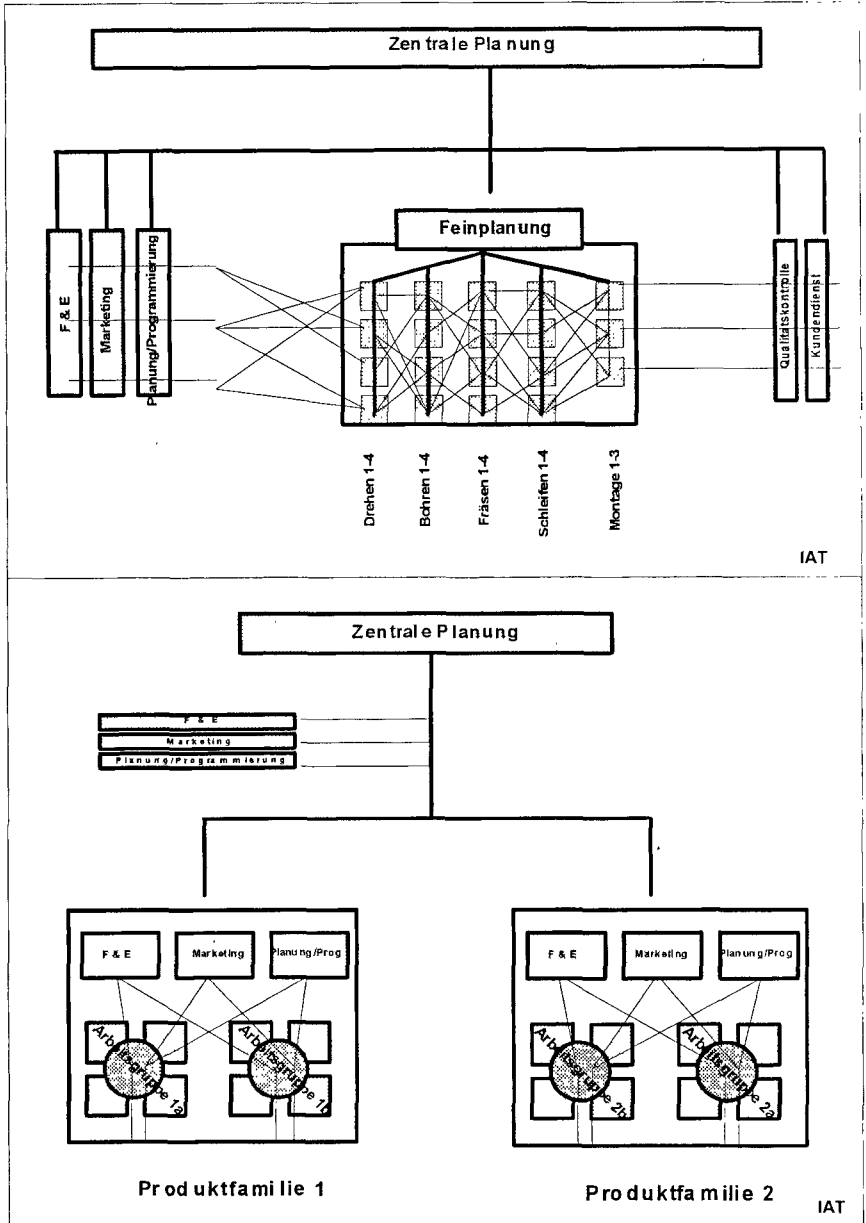 Zentrale Planung
Feinplanung
F & E
Marketing
Planung/Programmierung
Qualitätskontrolle
Kundendienst
Drehen 1-4
Bohren 1-4
Fräsen 1-4
Schleifen 1-4
Montage 1-3
IAT
Zentrale Planung
F & E
Marketing
Planung/Programmierung
F & E
Marketing
Planung/Prog
Arbeitsgruppe 1a
Arbeitsgruppe 1b
Produktfamilie 1
F & E
Marketing
Planung/Prog
Arbeitsgruppe 2b
Arbeitsgruppe 2a
Produktfamilie 2
IAT